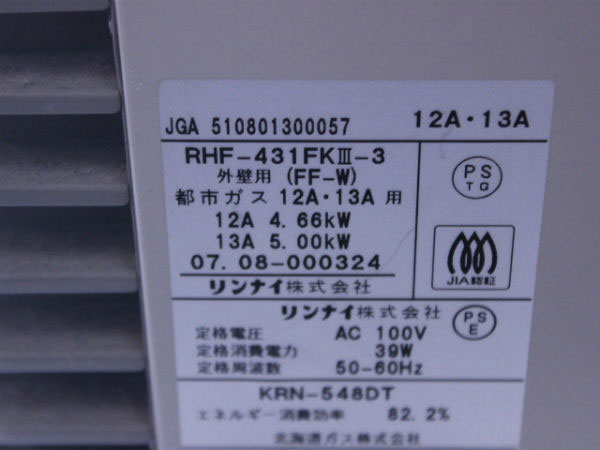 JGA 510801300057
12A・13A
RHF-431FKⅢ-3
外壁用 (FF-W)
都市ガス 12A・13A 用
12A 4.66kW
13A 5.00kW
07. 08-000324
リンナイ株式会社
PS
TG
JIA認証
リンナイ株式会社
定格電圧 AC 100V
定格消費電力 39W
定格周波数 50-60Hz
PS
E
KRN-548DT
エネルギー消費効率 82.2%
北海道ガス株式会社